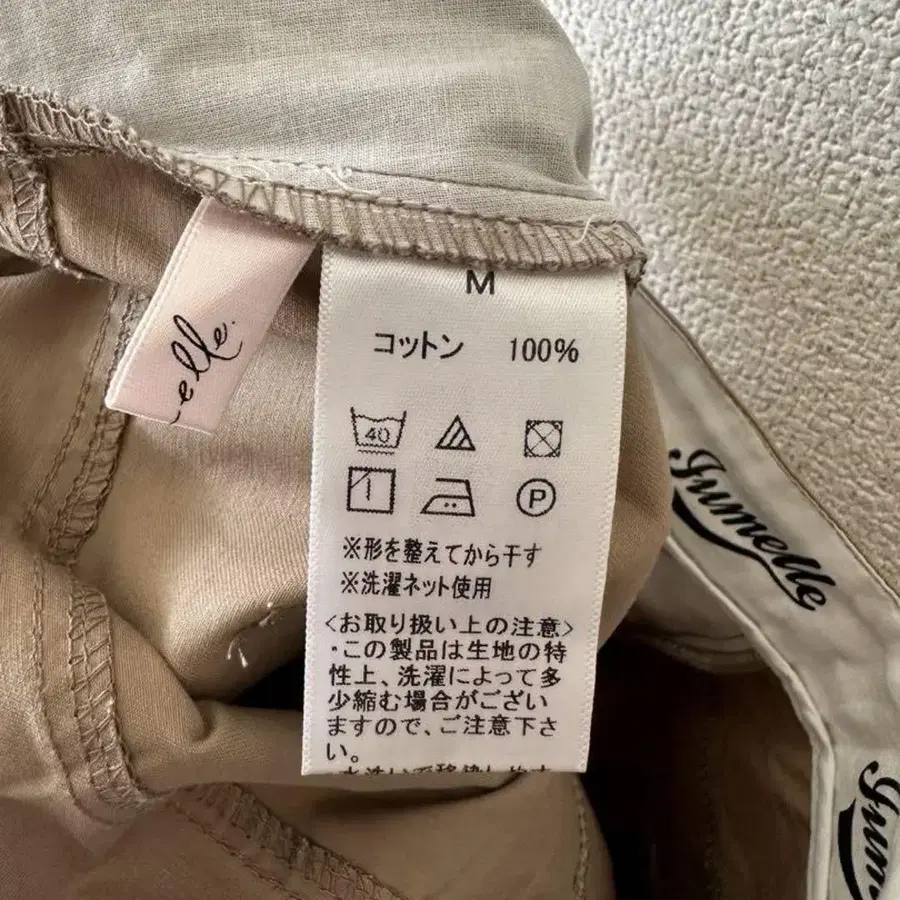 M
コットン 100%
40
P
※形を整えてから干す
※洗濯ネット使用
<お取り扱い上の注意>
・この製品は生地の特
性上、洗濯によって多
少縮む場合がござい
ますので、ご注意下さ
い。
elle.
Jumelle